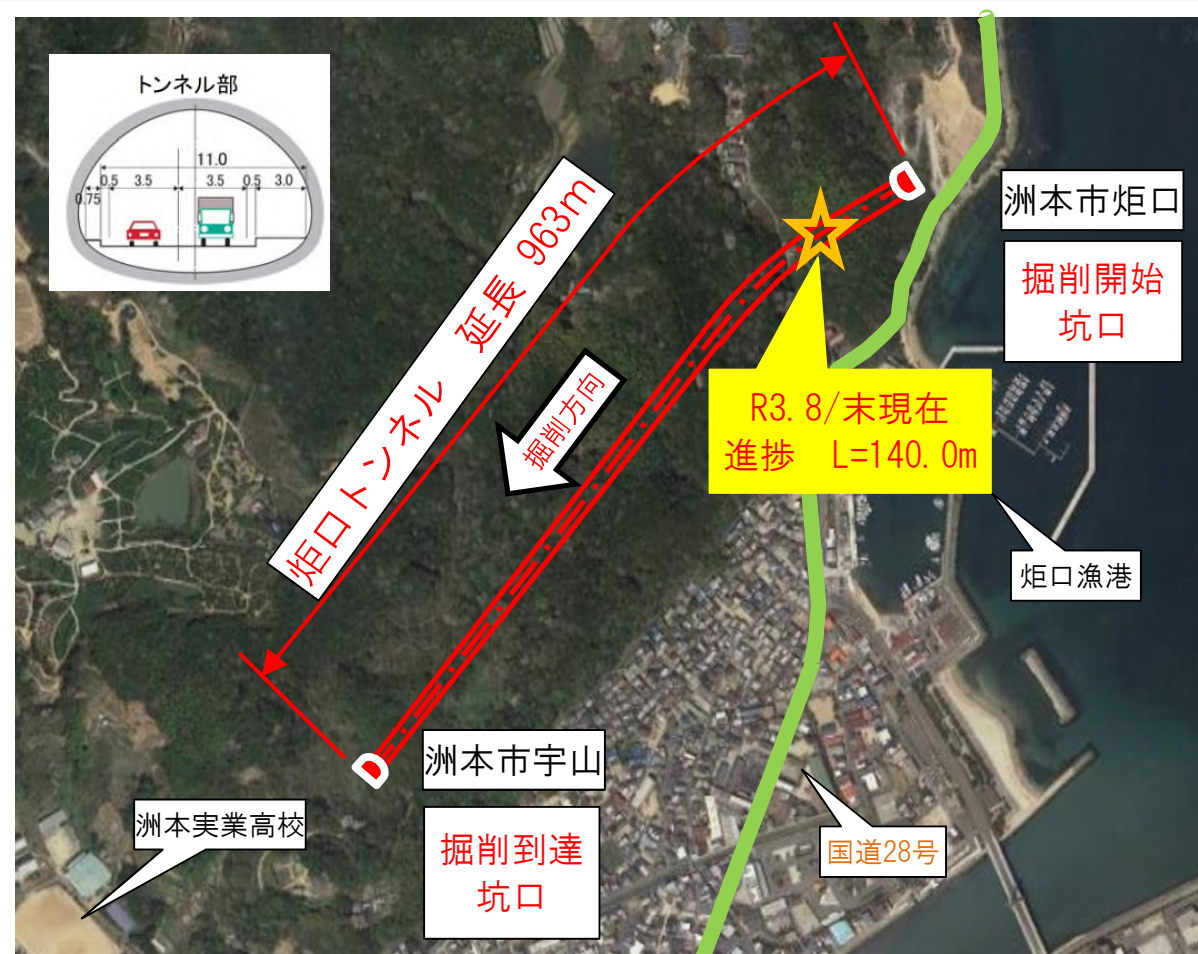 トンネル部
11.0
0.5 3.5 3.5 0.5 3.0
0.75
炬口トンネル 延長 963m
掘削方向
洲本市炬口
掘削開始
坑口
R3.8/末現在
進捗 L=140.0m
炬口漁港
洲本市宇山
掘削到達
坑口
洲本実業高校
国道28号